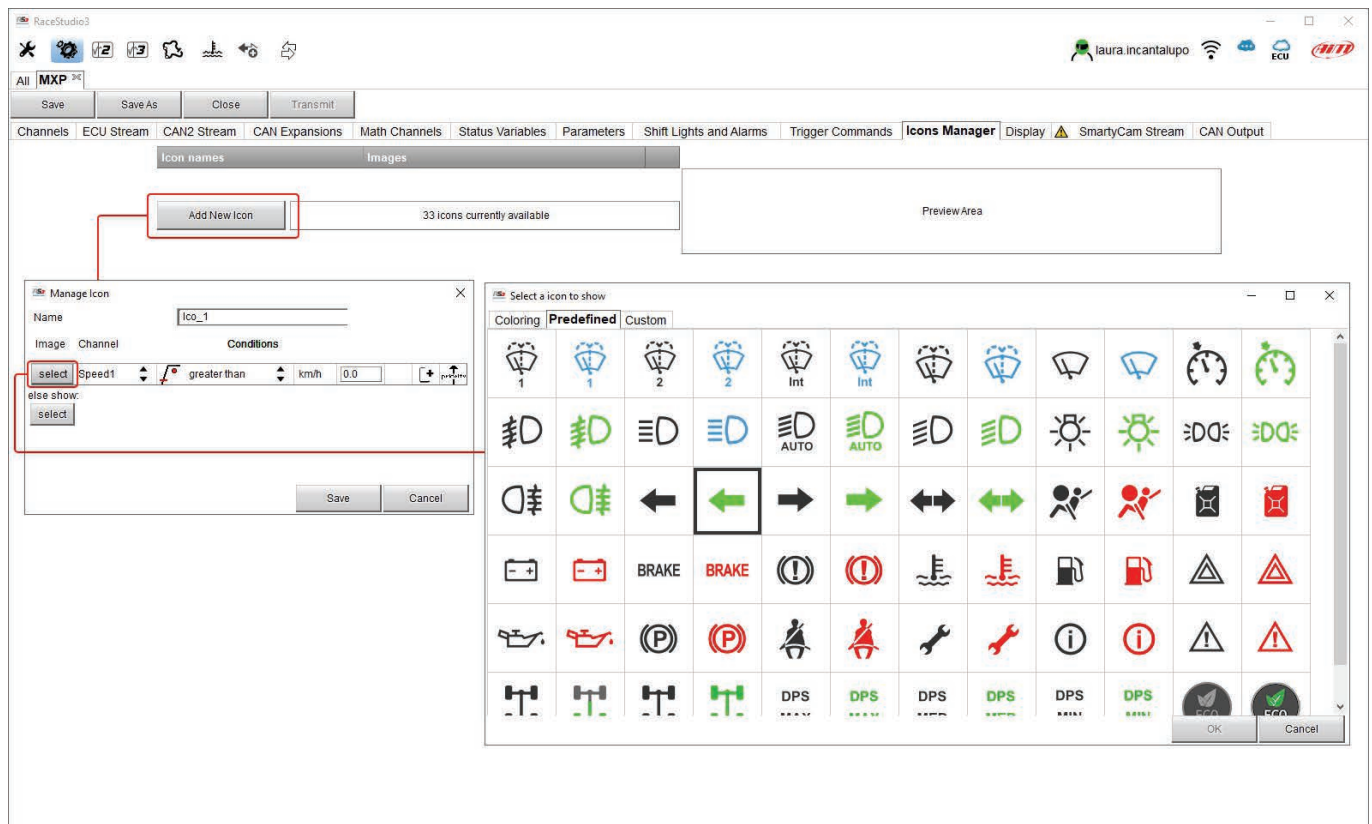 RaceStudio3
laura.incantalupo ECU AiM
All MXP
Save Save As Close Transmit
Channels ECU Stream CAN2 Stream CAN Expansions Math Channels Status Variables Parameters Shift Lights and Alarms Trigger Commands Icons Manager Display SmartyCam Stream CAN Output
Icon names Images
Add New Icon 33 icons currently available Preview Area
Manage Icon
Name Ico_1
Image Channel Conditions
select Speed1 greater than km/h 0.0 priority
else show:
select
Save Cancel
Select a icon to show
Coloring Predefined Custom
1 1 2 2 Int Int
AUTO AUTO
BRAKE BRAKE
P P
DPS DPS DPS DPS DPS DPS
ECO ECO
OK Cancel